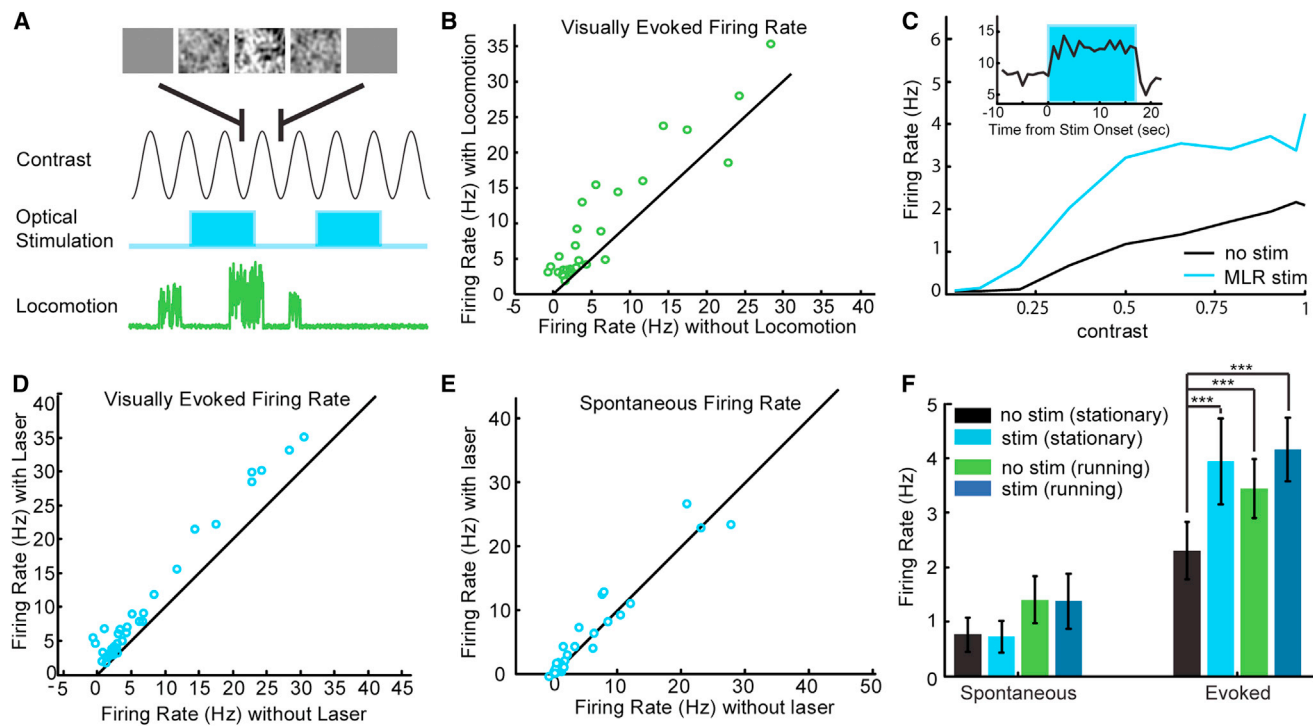 A
Contrast
Optical
Stimulation
Locomotion
B
Visually Evoked Firing Rate
Firing Rate (Hz) with Locomotion
35
30
25
20
15
10
5
0
-5
0
5
10
15
20
25
30
35
40
Firing Rate (Hz) without Locomotion
C
Firing Rate (Hz)
6
5
4
3
2
1
0
15
10
5
-10
0
10
20
Time from Stim Onset (sec)
no stim
MLR stim
0.25
0.5
0.75
1
contrast
D
Visually Evoked Firing Rate
Firing Rate (Hz) with Laser
40
35
30
25
20
15
10
5
0
-5
0
5
10
15
20
25
30
35
40
45
Firing Rate (Hz) without Laser
E
Spontaneous Firing Rate
Firing Rate (Hz) with laser
40
30
20
10
0
0
10
20
30
40
50
Firing Rate (Hz) without laser
F
Firing Rate (Hz)
5
4
3
2
1
0
no stim (stationary)
stim (stationary)
no stim (running)
stim (running)
***
***
***
Spontaneous
Evoked